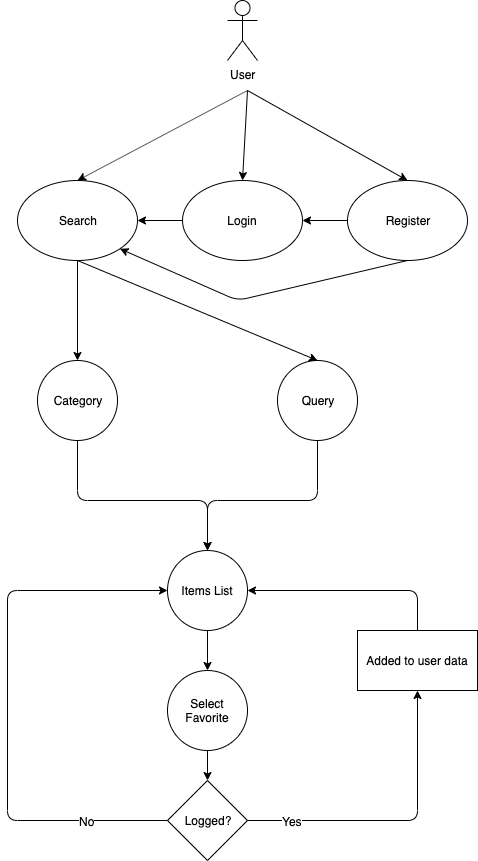 User
Search
Login
Register
Category
Query
Items List
Select
Favorite
Added to user data
Logged?
No
Yes